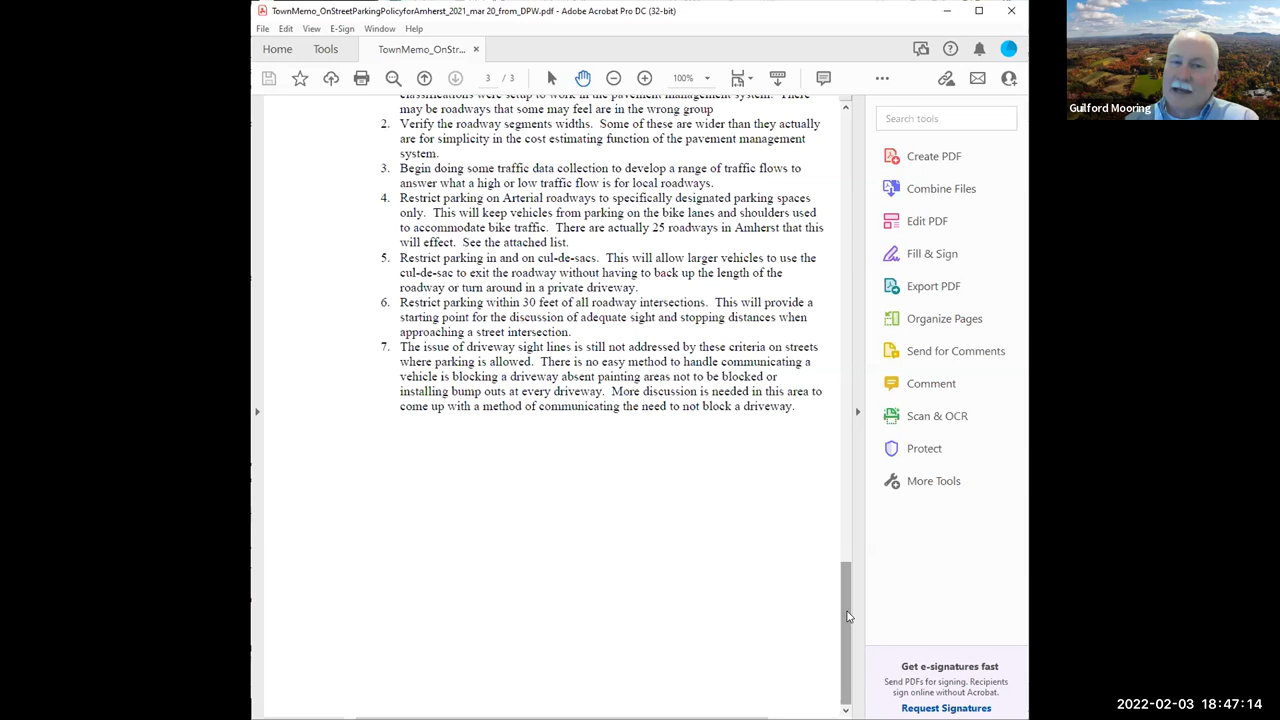 TownMemo_OnStreetParkingPolicyforAmherst_2021_mar 20_from_DPW.pdf - Adobe Acrobat Pro DC (32-bit)
File Edit View E-Sign Window Help
Home Tools TownMemo_OnStr... ×
3 / 3 100%
classifications were setup to work in the pavement management system. There
may be roadways that some may feel are in the wrong group
2. Verify the roadway segments widths. Some of these are wider than they actually
are for simplicity in the cost estimating function of the pavement management
system.
3. Begin doing some traffic data collection to develop a range of traffic flows to
answer what a high or low traffic flow is for local roadways.
4. Restrict parking on Arterial roadways to specifically designated parking spaces
only. This will keep vehicles from parking on the bike lanes and shoulders used
to accommodate bike traffic. There are actually 25 roadways in Amherst that this
will effect. See the attached list.
5. Restrict parking in and on cul-de-sacs. This will allow larger vehicles to use the
cul-de-sac to exit the roadway without having to back up the length of the
roadway or turn around in a private driveway.
6. Restrict parking within 30 feet of all roadway intersections. This will provide a
starting point for the discussion of adequate sight and stopping distances when
approaching a street intersection.
7. The issue of driveway sight lines is still not addressed by these criteria on streets
where parking is allowed. There is no easy method to handle communicating a
vehicle is blocking a driveway absent painting areas not to be blocked or
installing bump outs at every driveway. More discussion is needed in this area to
come up with a method of communicating the need to not block a driveway.
Search tools
Create PDF
Combine Files
Edit PDF
Fill & Sign
Export PDF
Organize Pages
Send for Comments
Comment
Scan & OCR
Protect
More Tools
Get e-signatures fast
Send PDFs for signing. Recipients
sign online without Acrobat.
Request Signatures
Guilford Mooring
2022-02-03 18:47:14